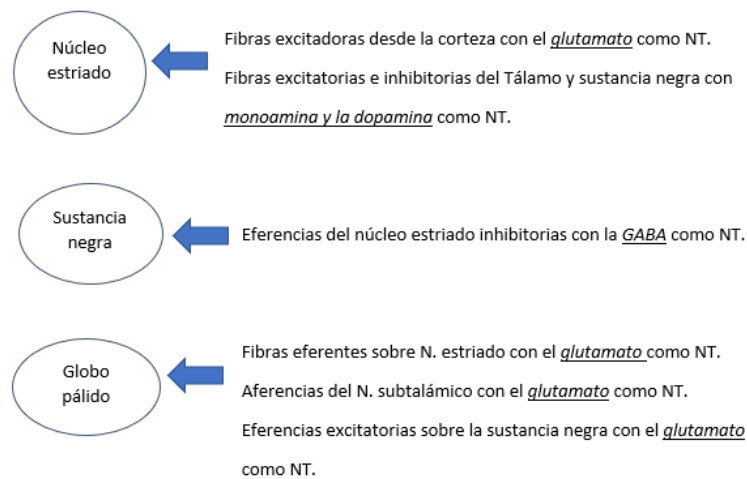 Núcleo
estriado
Fibras excitadoras desde la corteza con el glutamato como NT.
Fibras excitatorias e inhibitorias del Tálamo y sustancia negra con
monoamina y la dopamina como NT.
Sustancia
negra
Eferencias del núcleo estriado inhibitorias con la GABA como NT.
Globo
pálido
Fibras eferentes sobre N. estriado con el glutamato como NT.
Aferencias del N. subtalámico con el glutamato como NT.
Eferencias excitatorias sobre la sustancia negra con el glutamato
como NT.